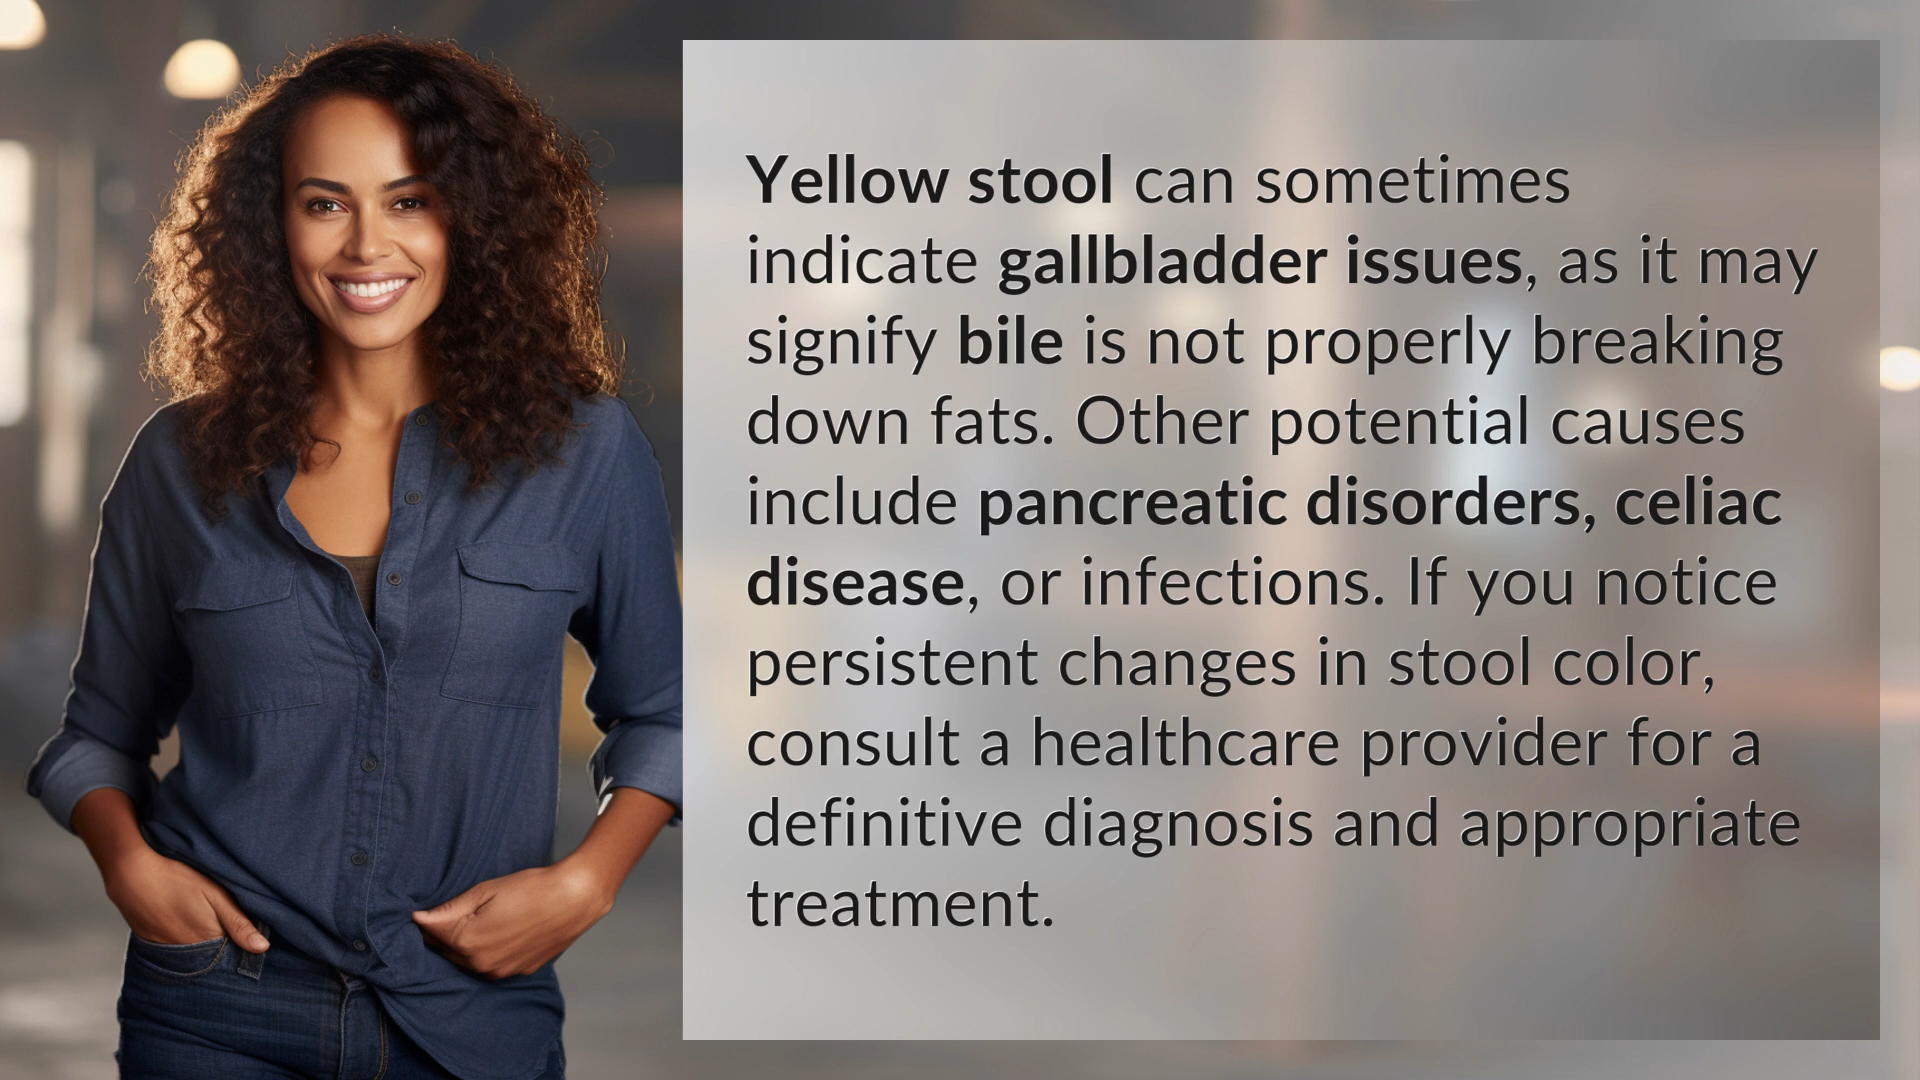 Yellow stool can sometimes
indicate gallbladder issues, as it may
signify bile is not properly breaking
down fats. Other potential causes
include pancreatic disorders, celiac
disease, or infections. If you notice
persistent changes in stool color,
consult a healthcare provider for a
definitive diagnosis and appropriate
treatment.